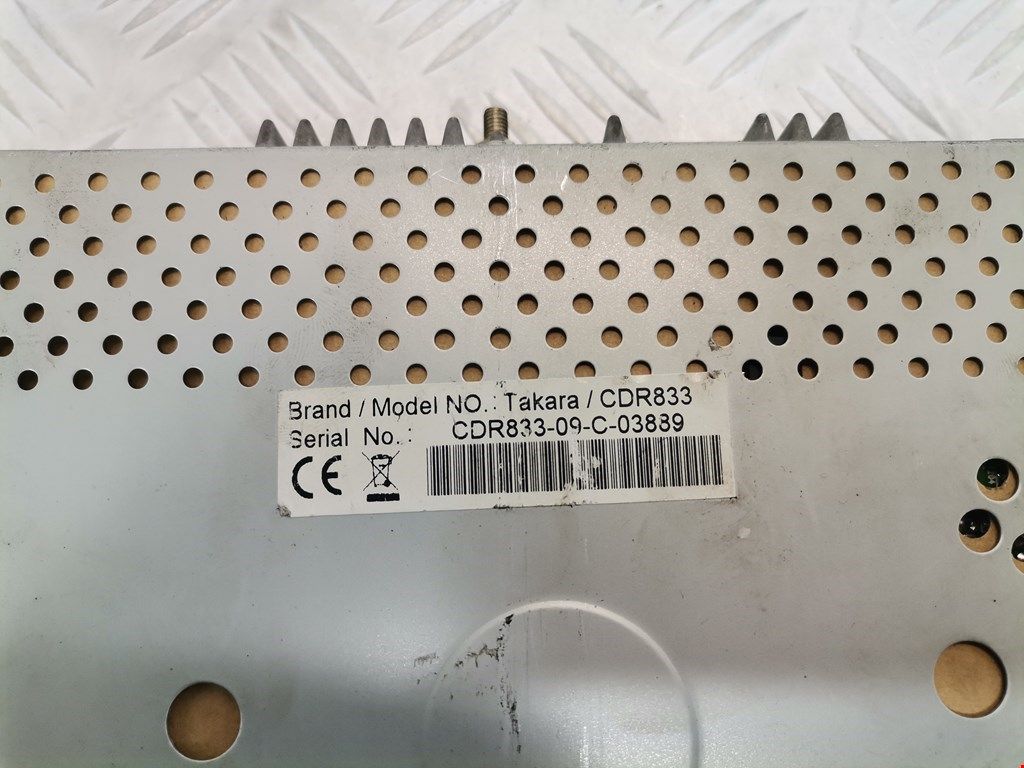 Brand / Model NO.: Takara / CDR833
Serial No.: CDR833-09-C-03889
CE